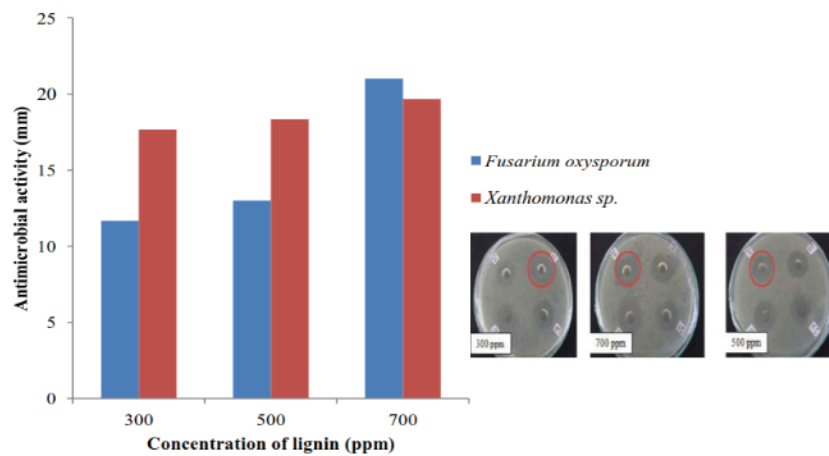 25
20
15
10
5
0
Antimicrobial activity (mm)
300 500 700
Concentration of lignin (ppm)
Fusarium oxysporum
Xanthomonas sp.
300 ppm
700 ppm
500 ppm